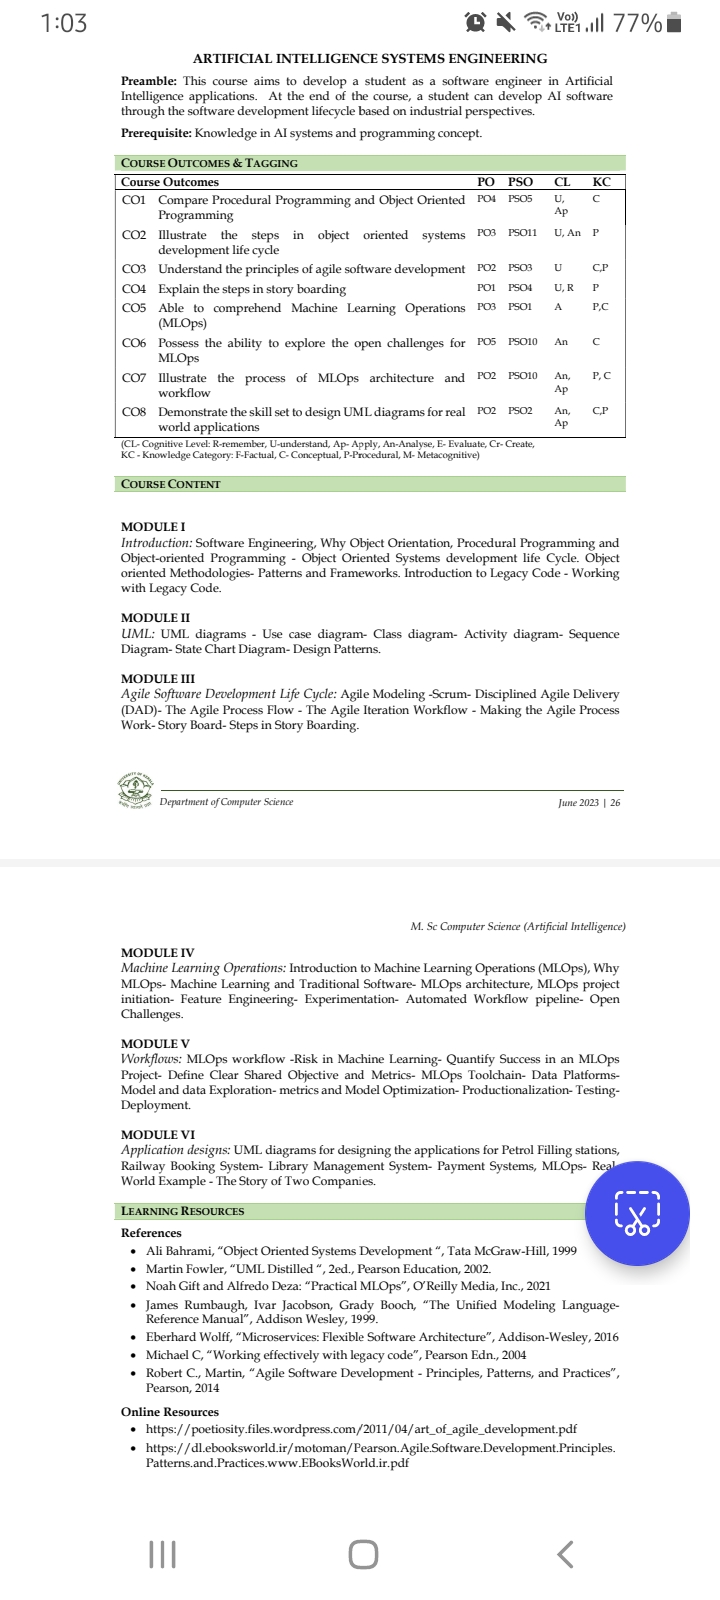 1:03
Vo))
LTE1
77%
ARTIFICIAL INTELLIGENCE SYSTEMS ENGINEERING
Preamble: This course aims to develop a student as a software engineer in Artificial
Intelligence applications. At the end of the course, a student can develop AI software
through the software development lifecycle based on industrial perspectives.
Prerequisite: Knowledge in AI systems and programming concept.
COURSE OUTCOMES & TAGGING
Course Outcomes PO PSO CL KC
CO1 Compare Procedural Programming and Object Oriented PO4 PSO5 U, C
Programming Ap
CO2 Illustrate the steps in object oriented systems PO3 PSO11 U, An P
development life cycle
CO3 Understand the principles of agile software development PO2 PSO3 U C,P
CO4 Explain the steps in story boarding PO1 PSO4 U, R P
CO5 Able to comprehend Machine Learning Operations PO3 PSO1 A P,C
(MLOps)
CO6 Possess the ability to explore the open challenges for PO5 PSO10 An C
MLOps
CO7 Illustrate the process of MLOps architecture and PO2 PSO10 An, P, C
workflow Ap
CO8 Demonstrate the skill set to design UML diagrams for real PO2 PSO2 An, C,P
world applications Ap
(CL- Cognitive Level: R-remember, U-understand, Ap- Apply, An-Analyse, E- Evaluate, Cr- Create,
KC - Knowledge Category: F-Factual, C- Conceptual, P-Procedural, M- Metacognitive)
COURSE CONTENT
MODULE I
Introduction: Software Engineering, Why Object Orientation, Procedural Programming and
Object-oriented Programming - Object Oriented Systems development life Cycle. Object
oriented Methodologies- Patterns and Frameworks. Introduction to Legacy Code - Working
with Legacy Code.
MODULE II
UML: UML diagrams - Use case diagram- Class diagram- Activity diagram- Sequence
Diagram- State Chart Diagram- Design Patterns.
MODULE III
Agile Software Development Life Cycle: Agile Modeling -Scrum- Disciplined Agile Delivery
(DAD)- The Agile Process Flow - The Agile Iteration Workflow - Making the Agile Process
Work- Story Board- Steps in Story Boarding.
Department of Computer Science June 2023 | 26
M. Sc Computer Science (Artificial Intelligence)
MODULE IV
Machine Learning Operations: Introduction to Machine Learning Operations (MLOps), Why
MLOps- Machine Learning and Traditional Software- MLOps architecture, MLOps project
initiation- Feature Engineering- Experimentation- Automated Workflow pipeline- Open
Challenges.
MODULE V
Workflows: MLOps workflow -Risk in Machine Learning- Quantify Success in an MLOps
Project- Define Clear Shared Objective and Metrics- MLOps Toolchain- Data Platforms-
Model and data Exploration- metrics and Model Optimization- Productionalization- Testing-
Deployment.
MODULE VI
Application designs: UML diagrams for designing the applications for Petrol Filling stations,
Railway Booking System- Library Management System- Payment Systems, MLOps- Real
World Example - The Story of Two Companies.
LEARNING RESOURCES
References
• Ali Bahrami, “Object Oriented Systems Development “, Tata McGraw-Hill, 1999
• Martin Fowler, “UML Distilled “, 2ed., Pearson Education, 2002.
• Noah Gift and Alfredo Deza: “Practical MLOps”, O’Reilly Media, Inc., 2021
• James Rumbaugh, Ivar Jacobson, Grady Booch, “The Unified Modeling Language-
Reference Manual”, Addison Wesley, 1999.
• Eberhard Wolff, “Microservices: Flexible Software Architecture”, Addison-Wesley, 2016
• Michael C, “Working effectively with legacy code”, Pearson Edn., 2004
• Robert C., Martin, “Agile Software Development - Principles, Patterns, and Practices”,
Pearson, 2014
Online Resources
• https://poetiosity.files.wordpress.com/2011/04/art_of_agile_development.pdf
• https://dl.ebooksworld.ir/motoman/Pearson.Agile.Software.Development.Principles.
Patterns.and.Practices.www.EBooksWorld.ir.pdf